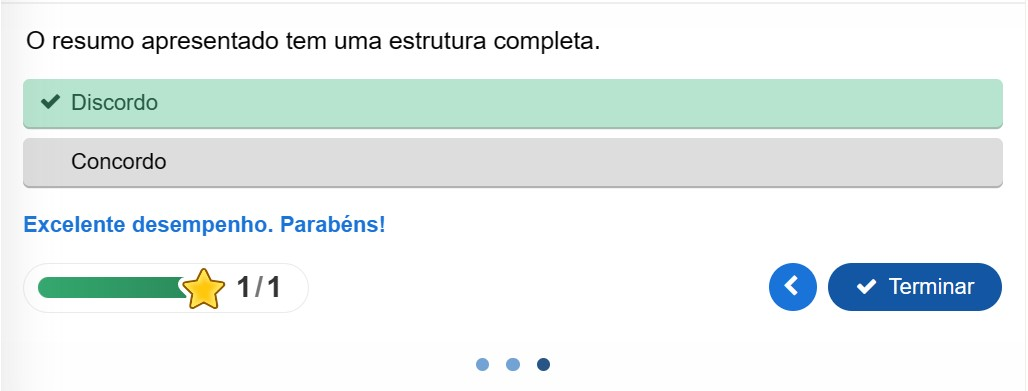 O resumo apresentado tem uma estrutura completa.
Discordo
Concordo
Excelente desempenho. Parabéns!
1/1
Terminar